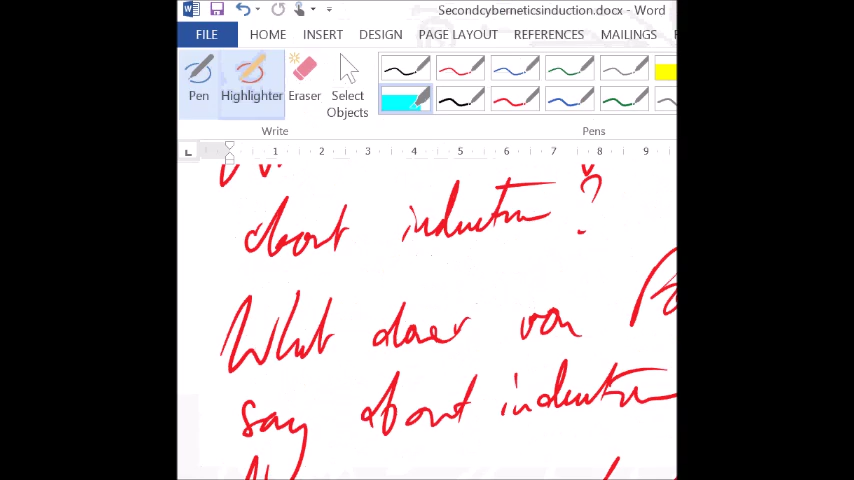 Secondcyberneticsinduction.docx - Word
FILE HOME INSERT DESIGN PAGE LAYOUT REFERENCES MAILINGS
Pen Highlighter Eraser Select Objects
Write Pens
1 2 3 4 5 6 7 8 9
about induction?
What does von
say about induction